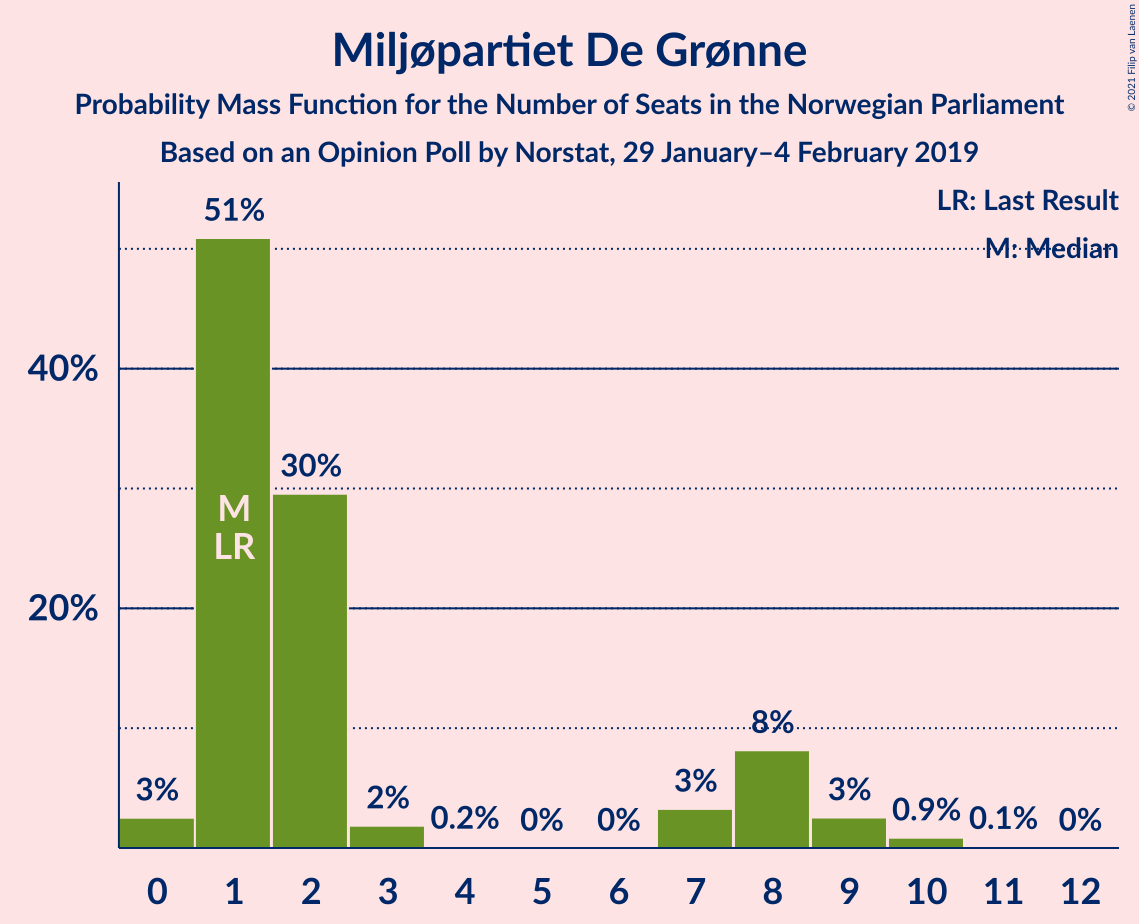 Miljøpartiet De Grønne
Probability Mass Function for the Number of Seats in the Norwegian Parliament
Based on an Opinion Poll by Norstat, 29 January–4 February 2019
© 2021 Filip van Laenen
LR: Last Result
M: Median
51%
40%
30%
M
LR
20%
8%
3% 2% 0.2% 0% 0% 3% 3% 0.9% 0.1% 0%
0 1 2 3 4 5 6 7 8 9 10 11 12